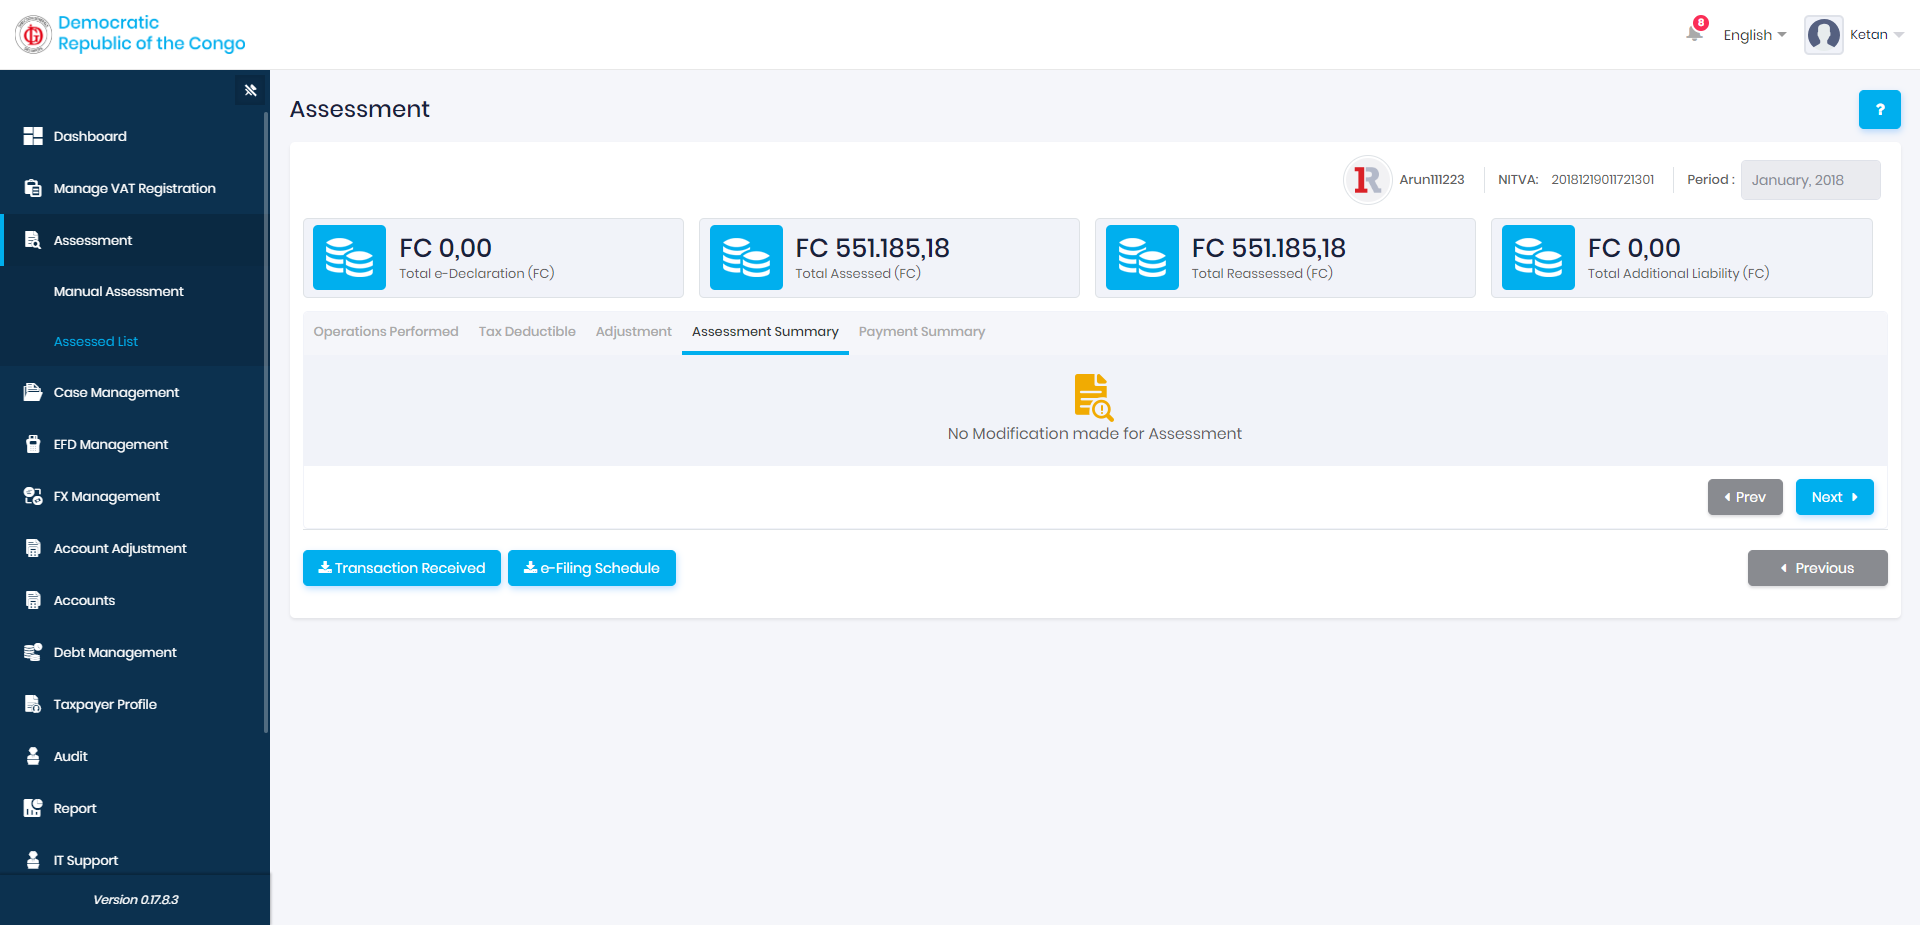 Democratic
Republic of the Congo
8
English
Ketan
Dashboard
Manage VAT Registration
Assessment
Manual Assessment
Assessed List
Case Management
EFD Management
FX Management
Account Adjustment
Accounts
Debt Management
Taxpayer Profile
Audit
Report
IT Support
Version 0.17.8.3
Assessment
?
1R Arun111223 NITVA: 20181219011721301 Period : January, 2018
FC 0,00
Total e-Declaration (FC)
FC 551.185,18
Total Assessed (FC)
FC 551.185,18
Total Reassessed (FC)
FC 0,00
Total Additional Liability (FC)
Operations Performed Tax Deductible Adjustment Assessment Summary Payment Summary
No Modification made for Assessment
Prev Next
Transaction Received e-Filing Schedule Previous